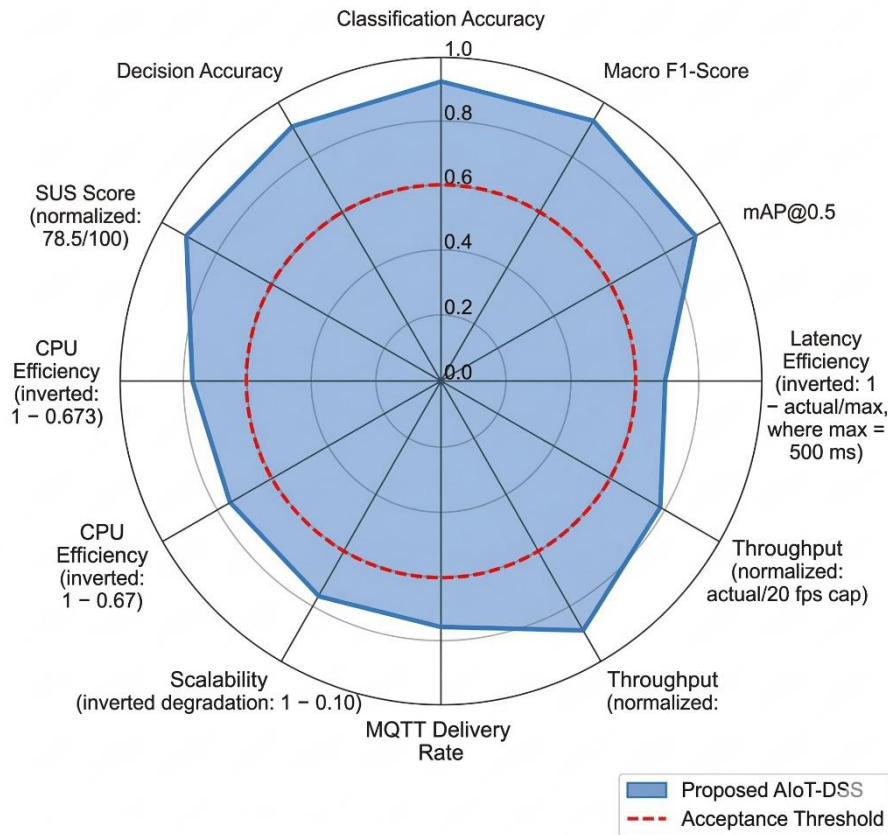 Classification Accuracy
Decision Accuracy
Macro F1-Score
1.0
0.8
0.6
0.4
0.2
0.0
SUS Score
(normalized:
78.5/100)
mAP@0.5
CPU
Efficiency
(inverted:
1 − 0.673)
Latency
Efficiency
(inverted: 1
− actual/max,
where max =
500 ms)
CPU
Efficiency
(inverted:
1 − 0.67)
Throughput
(normalized:
actual/20 fps cap)
Scalability
(inverted degradation: 1 − 0.10)
MQTT Delivery
Rate
Throughput
(normalized:
Proposed AIoT-DSS
Acceptance Threshold